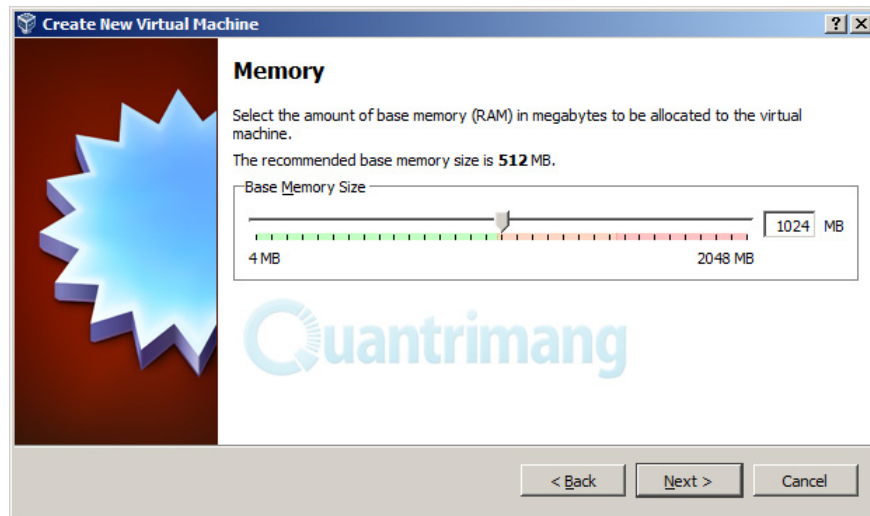 Create New Virtual Machine
Memory
Select the amount of base memory (RAM) in megabytes to be allocated to the virtual
machine.
The recommended base memory size is 512 MB.
Base Memory Size
1024 MB
4 MB 2048 MB
Quantrimang
< Back Next > Cancel